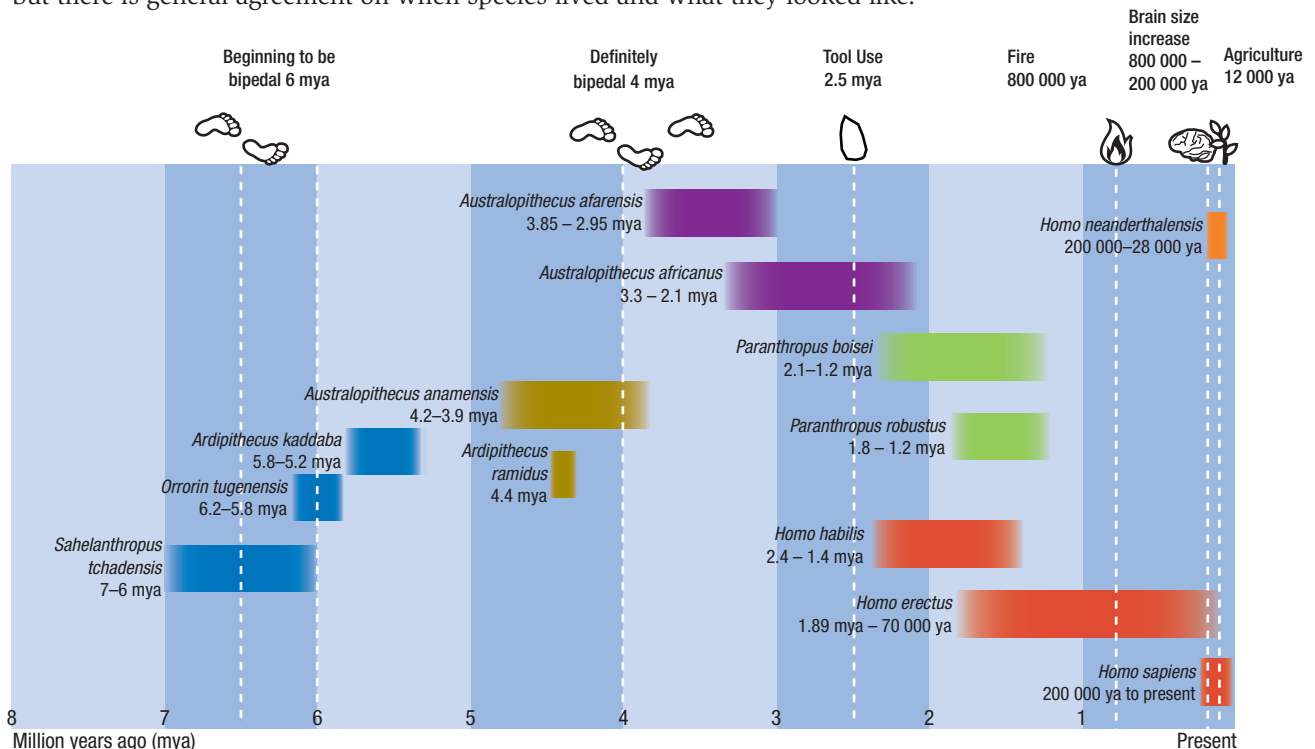 but there is general agreement on when species lived and what they looked like.
Beginning to be
bipedal 6 mya
Definitely
bipedal 4 mya
Tool Use
2.5 mya
Fire
800 000 ya
Brain size
increase
800 000 –
200 000 ya
Agriculture
12 000 ya
Australopithecus afarensis
3.85 – 2.95 mya
Homo neanderthalensis
200 000–28 000 ya
Australopithecus africanus
3.3 – 2.1 mya
Paranthropus boisei
2.1–1.2 mya
Australopithecus anamensis
4.2–3.9 mya
Paranthropus robustus
1.8 – 1.2 mya
Ardipithecus kaddaba
5.8–5.2 mya
Ardipithecus
ramidus
4.4 mya
Orrorin tugenensis
6.2–5.8 mya
Homo habilis
2.4 – 1.4 mya
Sahelanthropus
tchadensis
7–6 mya
Homo erectus
1.89 mya – 70 000 ya
Homo sapiens
200 000 ya to present
8 7 6 5 4 3 2 1
Million years ago (mya) Present